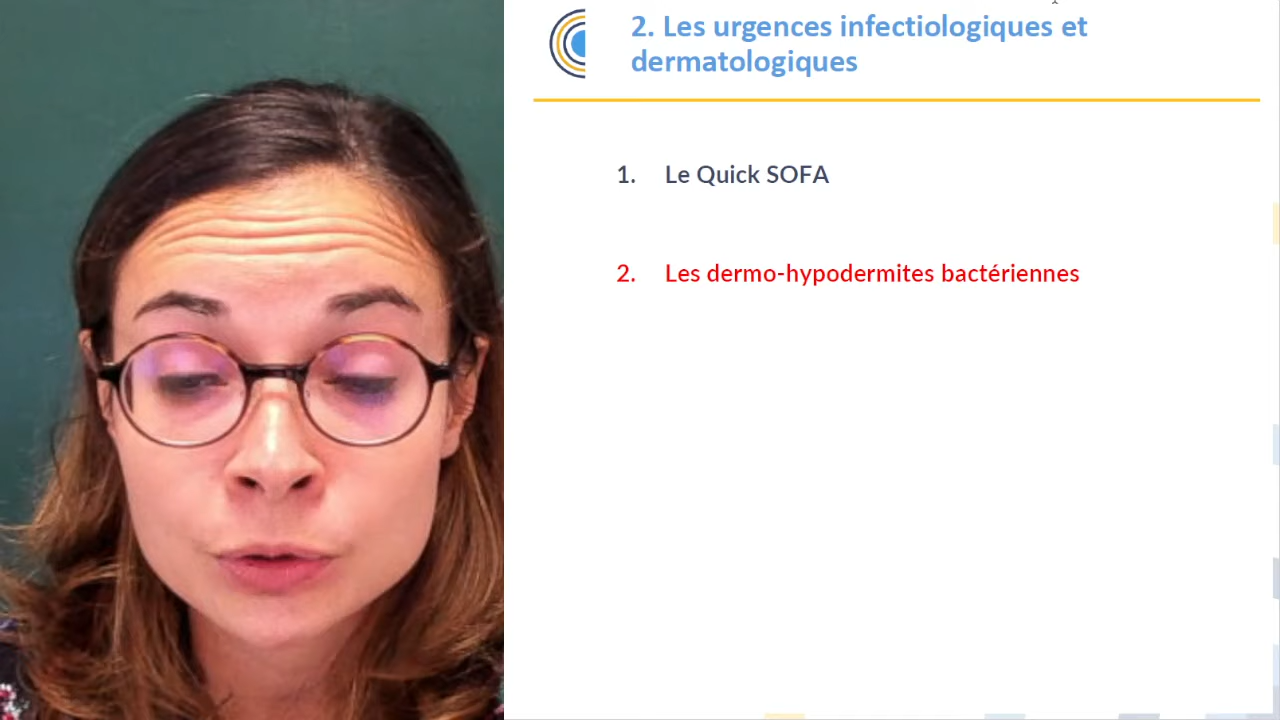 2. Les urgences infectiologiques et
dermatologiques
1. Le Quick SOFA
2. Les dermo-hypodermites bactériennes